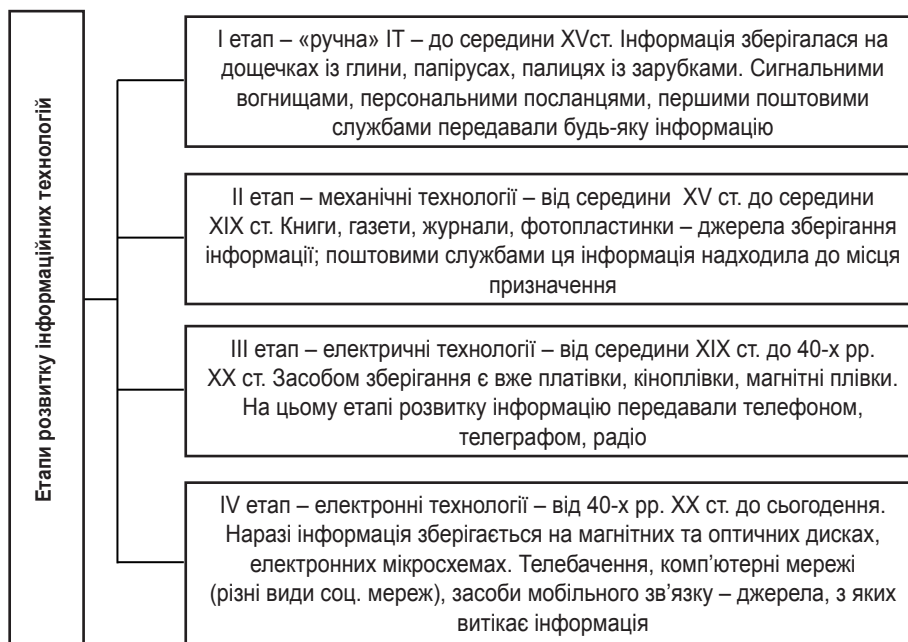 Етапи розвитку інформаційних технологій
І етап – «ручна» ІТ – до середини XVст. Інформація зберігалася на
дощечках із глини, папірусах, палицях із зарубками. Сигнальними
вогнищами, персональними посланцями, першими поштовими
службами передавали будь-яку інформацію
ІІ етап – механічні технології – від середини XV ст. до середини
ХІХ ст. Книги, газети, журнали, фотопластинки – джерела зберігання
інформації; поштовими службами ця інформація надходила до місця
призначення
ІІІ етап – електричні технології – від середини ХІХ ст. до 40-х рр.
ХХ ст. Засобом зберігання є вже платівки, кіноплівки, магнітні плівки.
На цьому етапі розвитку інформацію передавали телефоном,
телеграфом, радіо
IV етап – електронні технології – від 40-х рр. ХХ ст. до сьогодення.
Наразі інформація зберігається на магнітних та оптичних дисках,
електронних мікросхемах. Телебачення, комп’ютерні мережі
(різні види соц. мереж), засоби мобільного зв’язку – джерела, з яких
витікає інформація